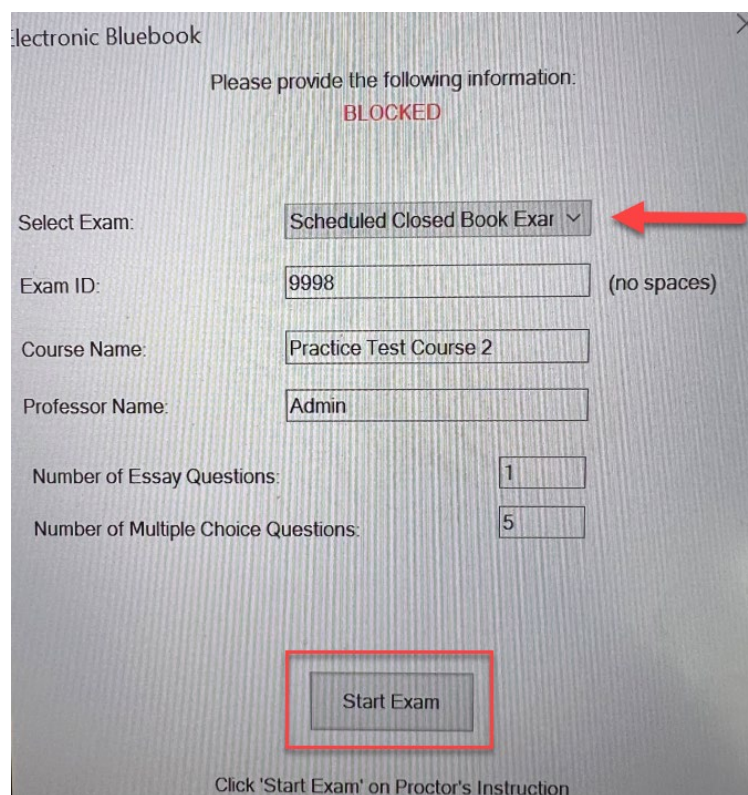 Electronic Bluebook
Please provide the following information:
BLOCKED
Select Exam: Scheduled Closed Book Exar
Exam ID: 9998 (no spaces)
Course Name: Practice Test Course 2
Professor Name: Admin
Number of Essay Questions: 1
Number of Multiple Choice Questions: 5
Start Exam
Click 'Start Exam' on Proctor's Instruction